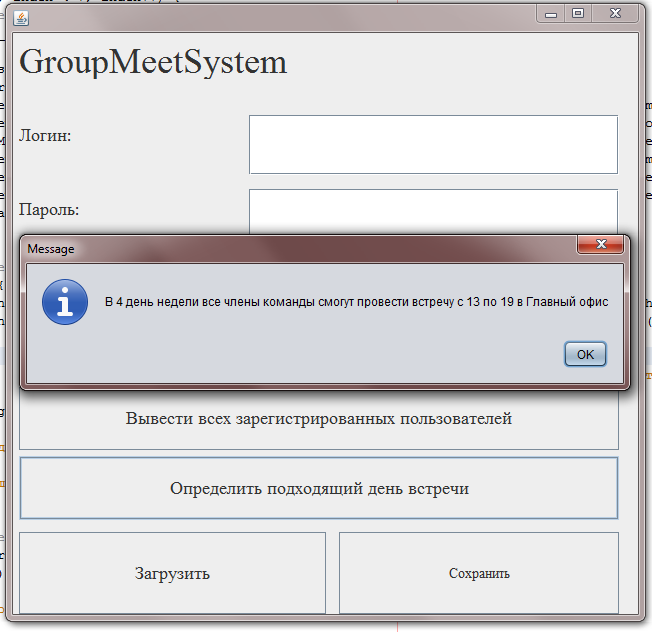 GroupMeetSystem
Логин:
Пароль:
Message
В 4 день недели все члены команды смогут провести встречу с 13 по 19 в Главный офис
OK
Вывести всех зарегистрированных пользователей
Определить подходящий день встречи
Загрузить
Сохранить